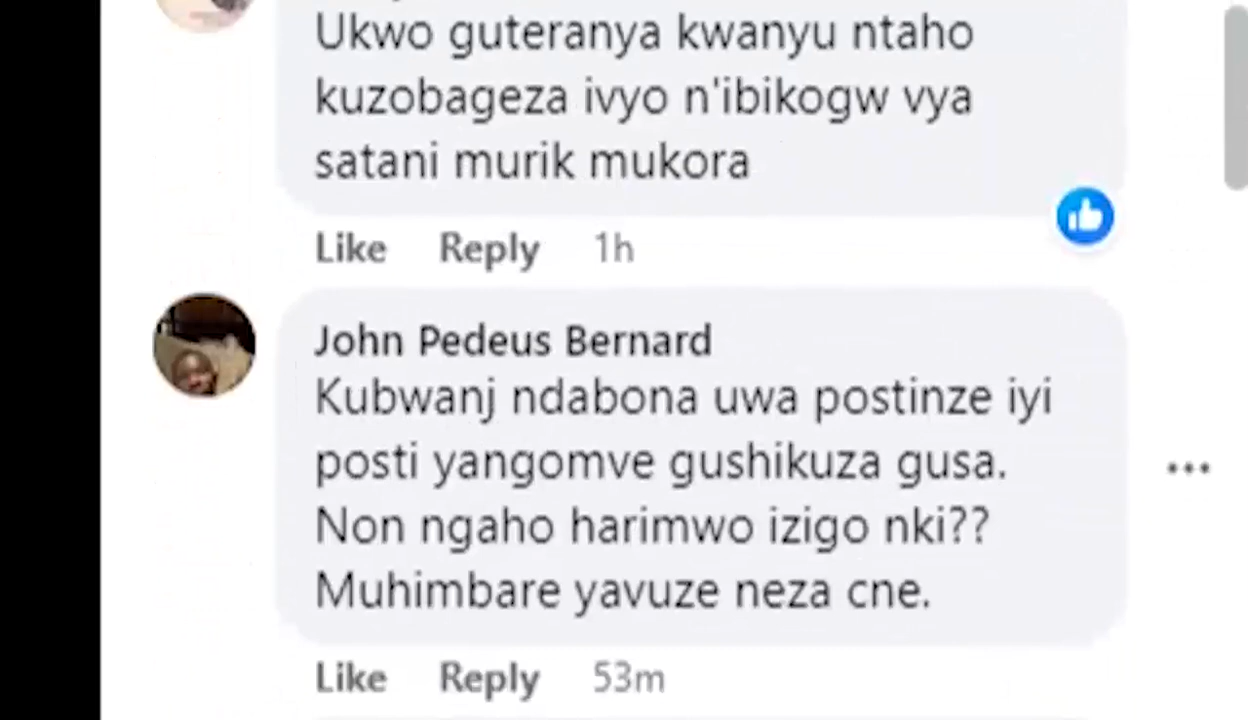 Ukwo guteranya kwanyu ntaho
kuzobageza ivyo n'ibikogw vya
satani murik mukora
Like Reply 1h
John Pedeus Bernard
Kubwanj ndabona uwa postinze iyi
posti yangomve gushikuza gusa.
Non ngaho harimwo izigo nki??
Muhimbare yavuze neza cne.
Like Reply 53m